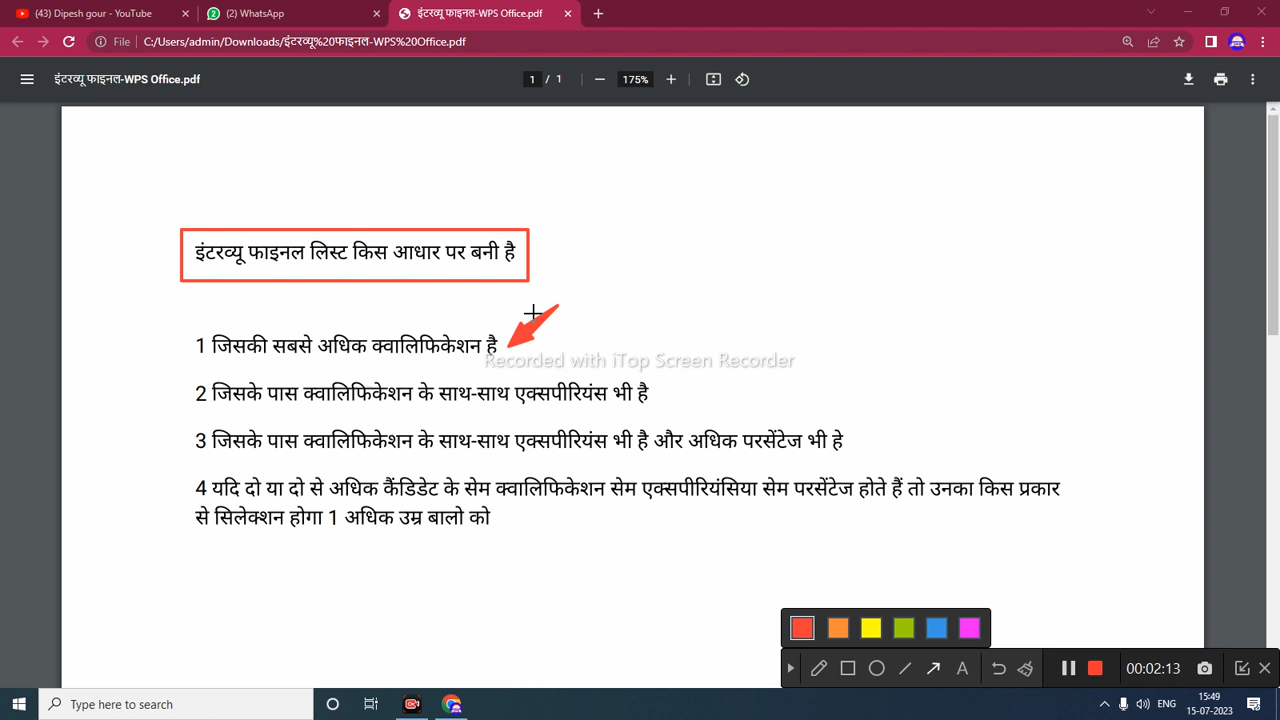 (43) Dipesh gour - YouTube
(2) WhatsApp
इंटरव्यू फाइनल-WPS Office.pdf
File
C:/Users/admin/Downloads/इंटरव्यू%20फाइनल-WPS%20Office.pdf
इंटरव्यू फाइनल-WPS Office.pdf
1 / 1
175%
इंटरव्यू फाइनल लिस्ट किस आधार पर बनी है
1 जिसकी सबसे अधिक क्वालिफिकेशन है
Recorded with iTop Screen Recorder
2 जिसके पास क्वालिफिकेशन के साथ-साथ एक्सपीरियंस भी है
3 जिसके पास क्वालिफिकेशन के साथ-साथ एक्सपीरियंस भी है और अधिक परसेंटेज भी हे
4 यदि दो या दो से अधिक कैंडिडेट के सेम क्वालिफिकेशन सेम एक्सपीरियंसिया सेम परसेंटेज होते हैं तो उनका किस प्रकार
से सिलेक्शन होगा 1 अधिक उम्र बालो को
A
00:02:13
Type here to search
ENG
15:49
15-07-2023